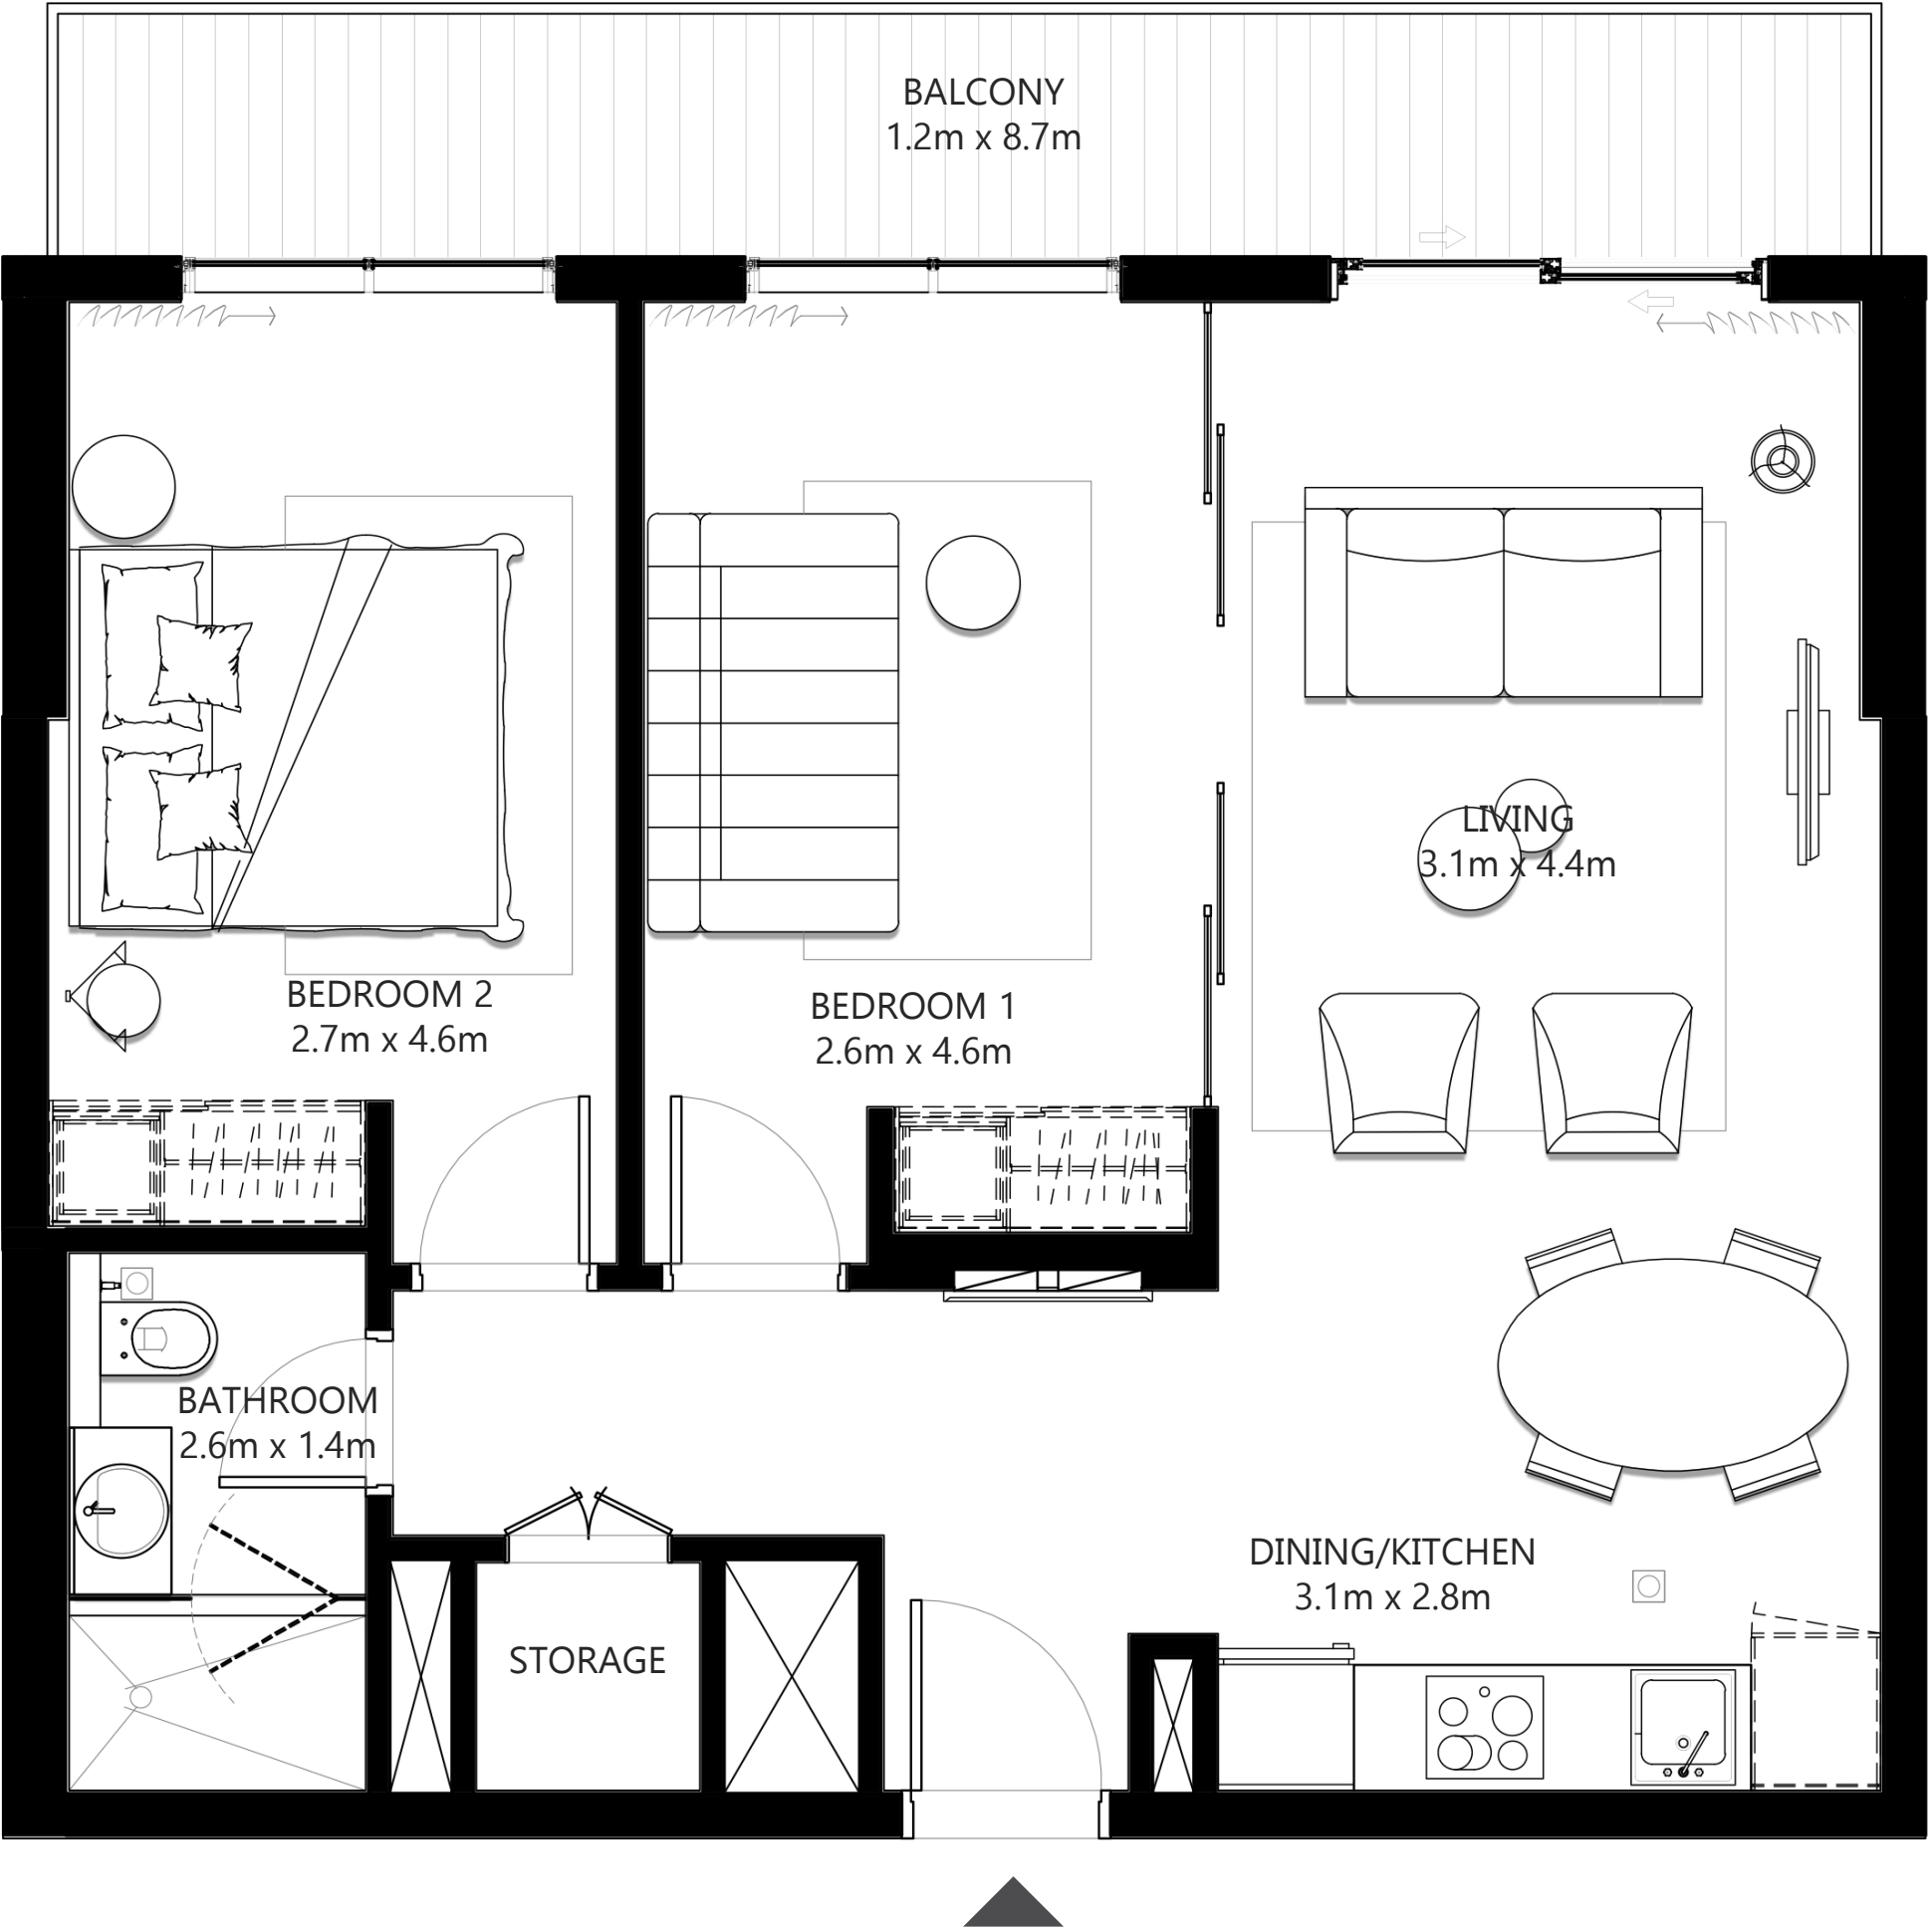 BALCONY
1.2m x 8.7m
LIVING
3.1m x 4.4m
BEDROOM 2
2.7m x 4.6m
BEDROOM 1
2.6m x 4.6m
BATHROOM
2.6m x 1.4m
DINING/KITCHEN
3.1m x 2.8m
STORAGE